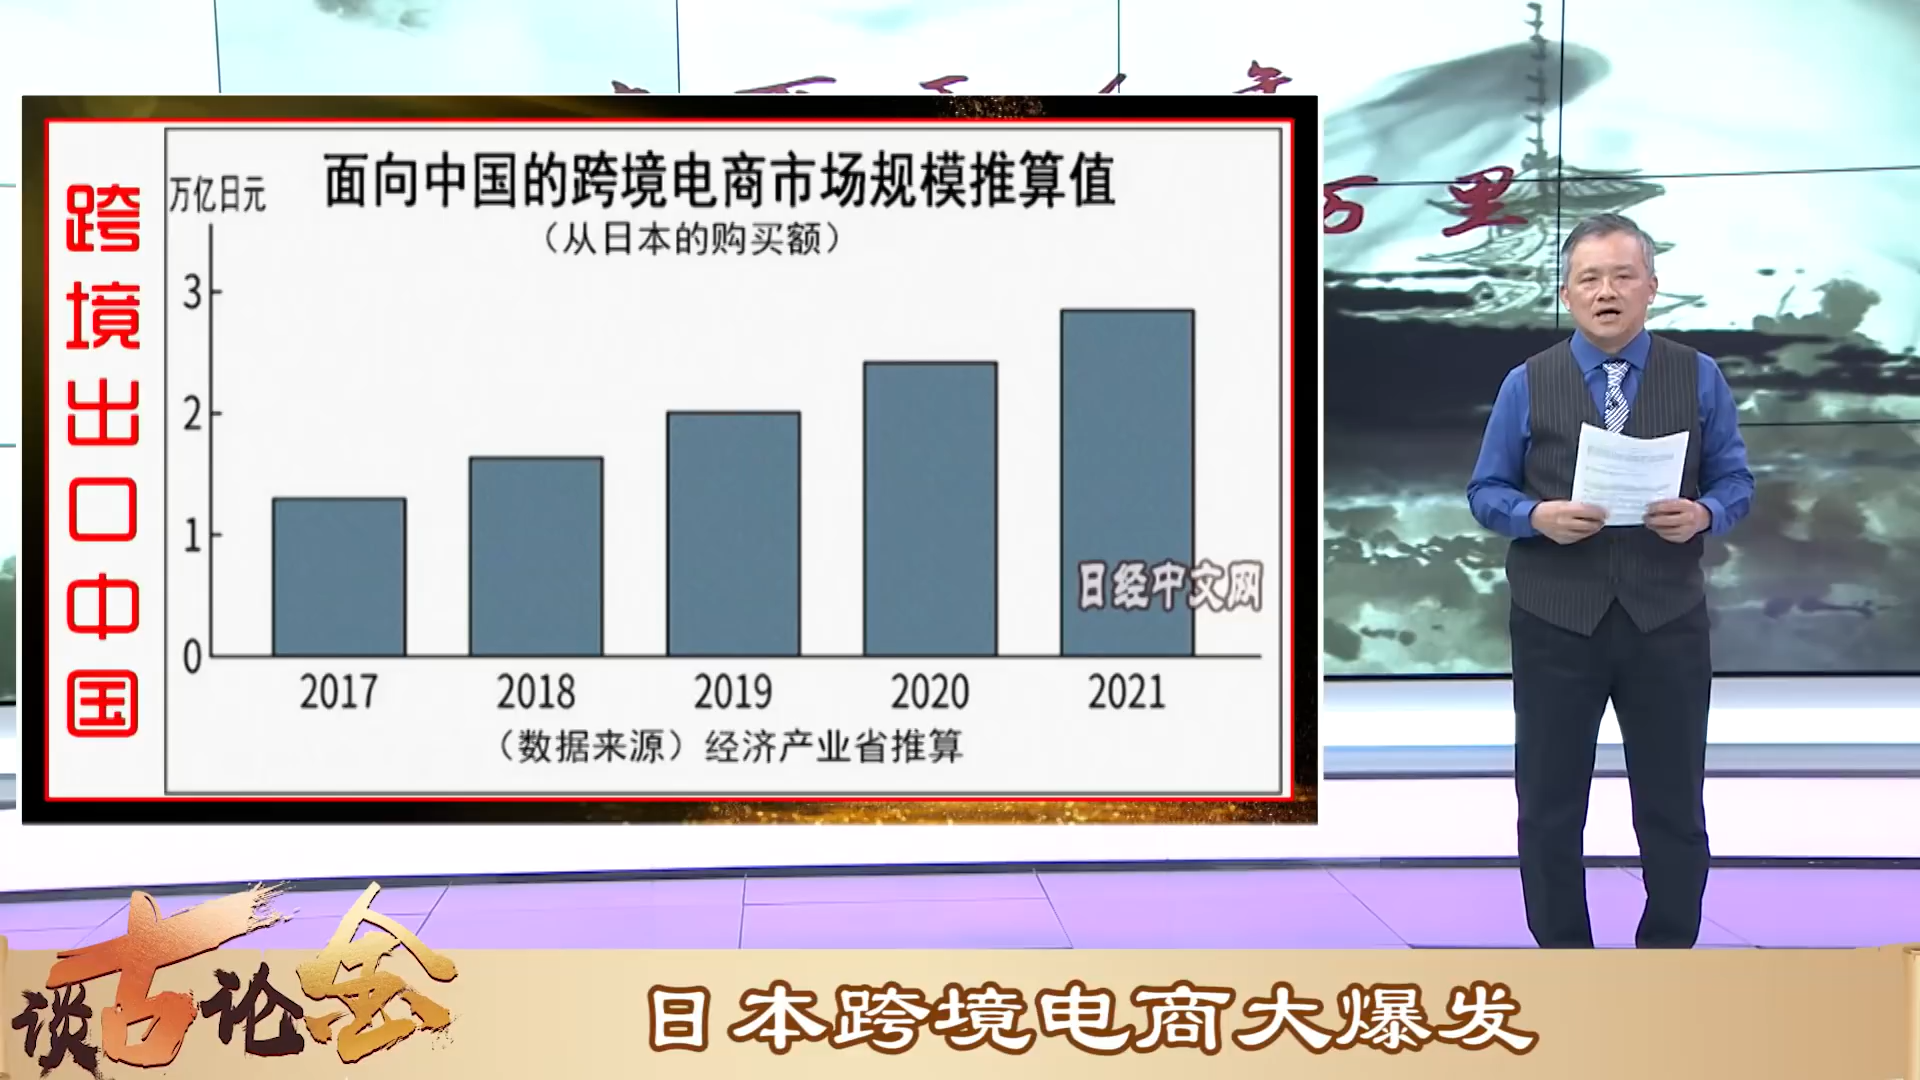 万里
跨境出口中国
万亿日元
面向中国的跨境电商市场规模推算值
（从日本的购买额）
3
2
1
0
2017 2018 2019 2020 2021
日经中文网
（数据来源）经济产业省推算
谈古论金
日本跨境电商大爆发